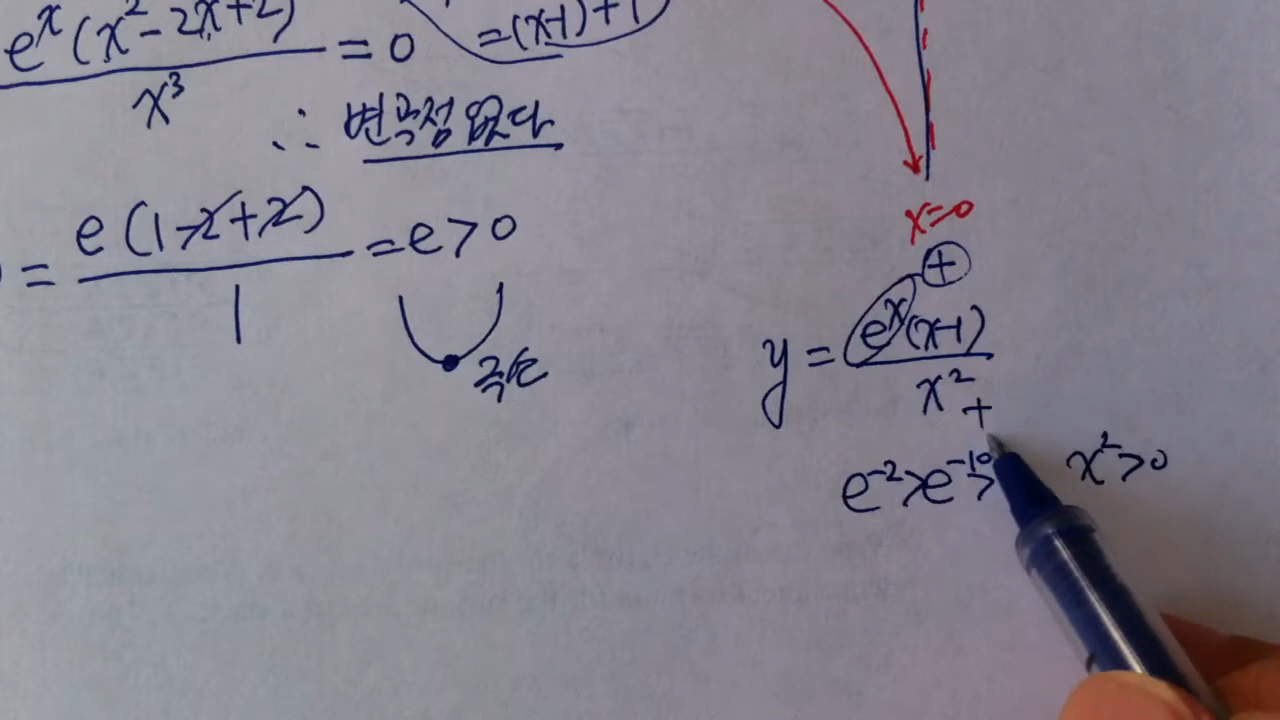 e^x(x²-2x+2)/x³ = 0
=(x-1)²+1
∴ 변곡점 없다
= e(1-2+2)/1 = e>0
극소
x=0
+
y = e^x(x-1)/x²
+
e^-2>e^-10>
x²>0